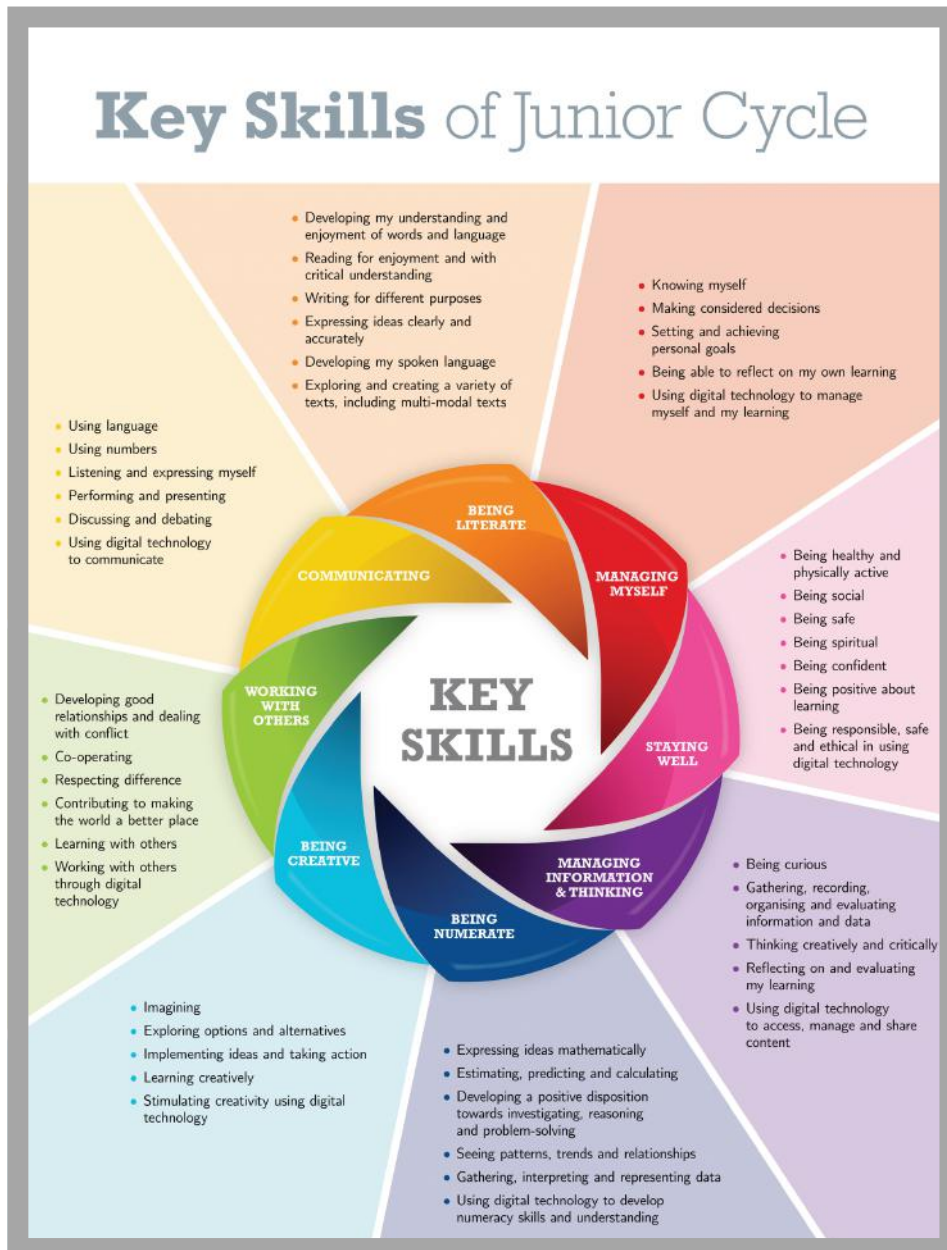 Key Skills of Junior Cycle
• Developing my understanding and
enjoyment of words and language
• Reading for enjoyment and with
critical understanding
• Writing for different purposes
• Expressing ideas clearly and
accurately
• Developing my spoken language
• Exploring and creating a variety of
texts, including multi-modal texts
• Knowing myself
• Making considered decisions
• Setting and achieving
personal goals
• Being able to reflect on my own learning
• Using digital technology to manage
myself and my learning
• Using language
• Using numbers
• Listening and expressing myself
• Performing and presenting
• Discussing and debating
• Using digital technology
to communicate
• Being healthy and
physically active
• Being social
• Being safe
• Being spiritual
• Being confident
• Being positive about
learning
• Being responsible, safe
and ethical in using
digital technology
BEING
LITERATE
COMMUNICATING
MANAGING
MYSELF
WORKING
WITH
OTHERS
KEY
SKILLS
STAYING
WELL
BEING
CREATIVE
MANAGING
INFORMATION
& THINKING
BEING
NUMERATE
• Developing good
relationships and dealing
with conflict
• Co-operating
• Respecting difference
• Contributing to making
the world a better place
• Learning with others
• Working with others
through digital
technology
• Being curious
• Gathering, recording,
organising and evaluating
information and data
• Thinking creatively and critically
• Reflecting on and evaluating
my learning
• Using digital technology
to access, manage and share
content
• Imagining
• Exploring options and alternatives
• Implementing ideas and taking action
• Learning creatively
• Stimulating creativity using digital
technology
• Expressing ideas mathematically
• Estimating, predicting and calculating
• Developing a positive disposition
towards investigating, reasoning
and problem-solving
• Seeing patterns, trends and relationships
• Gathering, interpreting and representing data
• Using digital technology to develop
numeracy skills and understanding